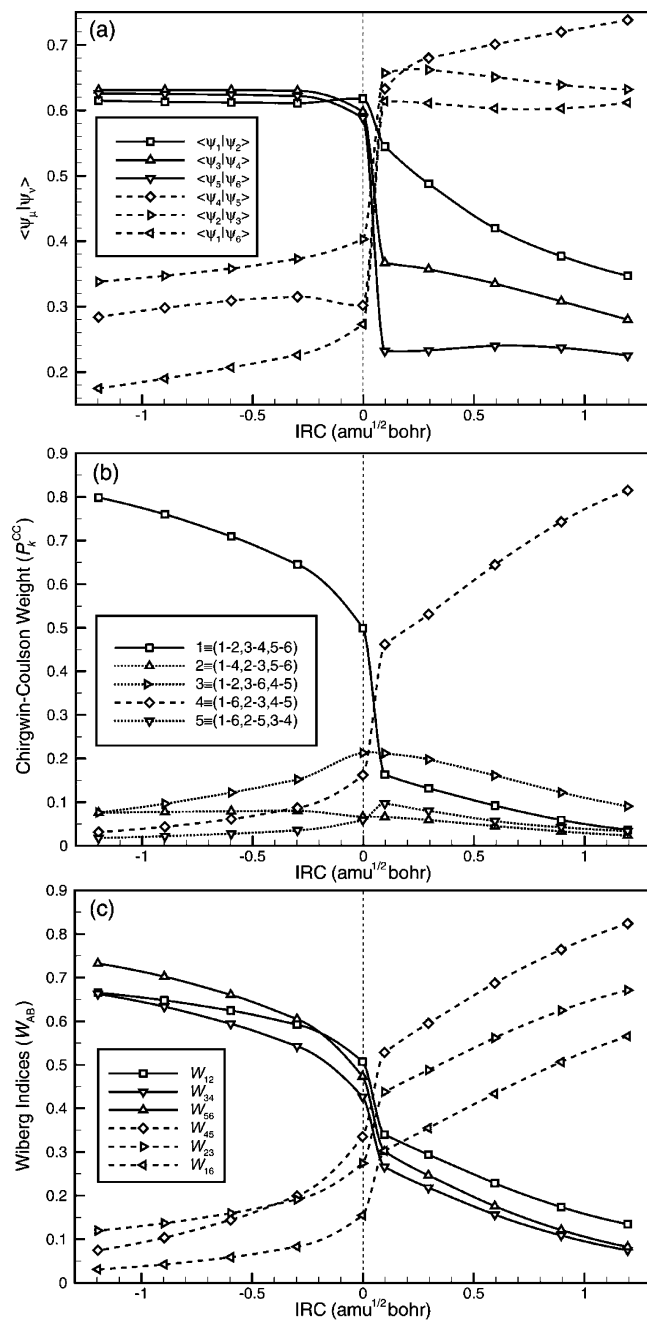 (a)
0.7
0.6
0.5
0.4
0.3
0.2
<ψμ|ψν>
<ψ1|ψ2>
<ψ3|ψ4>
<ψ5|ψ6>
<ψ4|ψ5>
<ψ2|ψ3>
<ψ1|ψ6>
-1 -0.5 0 0.5 1
IRC (amu1/2bohr)
(b)
0.9
0.8
0.7
0.6
0.5
0.4
0.3
0.2
0.1
0
Chirgwin-Coulson Weight (PkCC)
1≡(1-2,3-4,5-6)
2≡(1-4,2-3,5-6)
3≡(1-2,3-6,4-5)
4≡(1-6,2-3,4-5)
5≡(1-6,2-5,3-4)
-1 -0.5 0 0.5 1
IRC (amu1/2bohr)
(c)
0.9
0.8
0.7
0.6
0.5
0.4
0.3
0.2
0.1
0
Wiberg Indices (WAB)
W12
W34
W56
W45
W23
W16
-1 -0.5 0 0.5 1
IRC (amu1/2bohr)